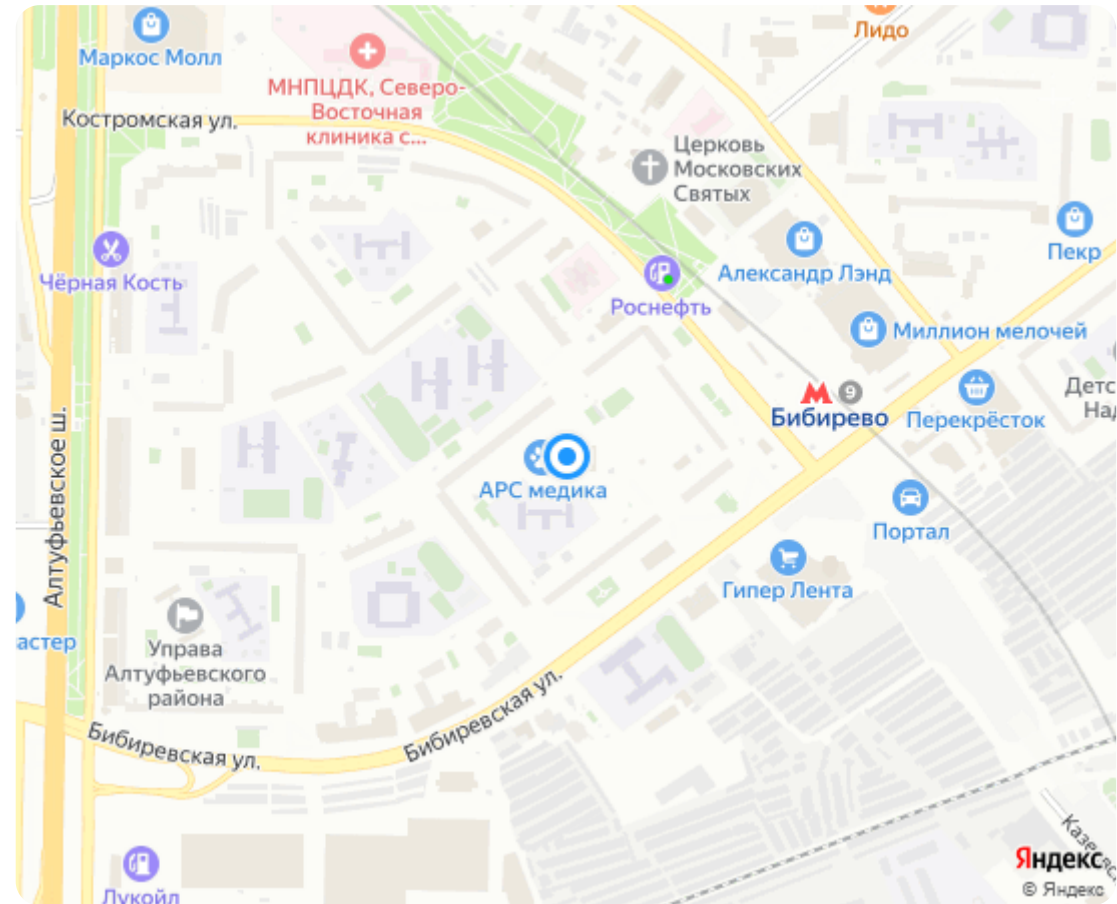 Лидо
Маркос Молл
МНПЦДК, Северо-
Восточная
клиника с...
Костромская ул.
Церковь
Московских
Святых
Пекр
Александр Лэнд
Чёрная Кость
Роснефть
Миллион мелочей
9
Бибирево
Перекрёсток
АРС медика
Алтуфьевское ш.
Портал
Гипер Лента
астер
Управа
Алтуфьевского
района
Бибиревская ул.
Бибиревская ул.
Лукойл
Яндекс
© Яндекс